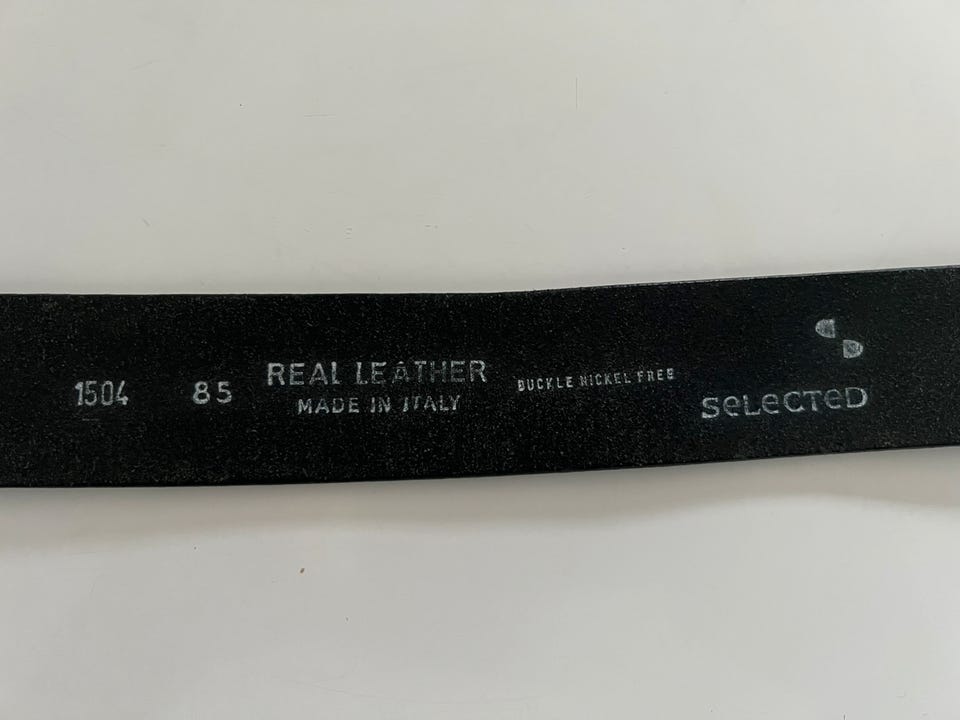 1504
85
REAL LEATHER
MADE IN ITALY
BUCKLE NICKEL FREE
SeLecTeD